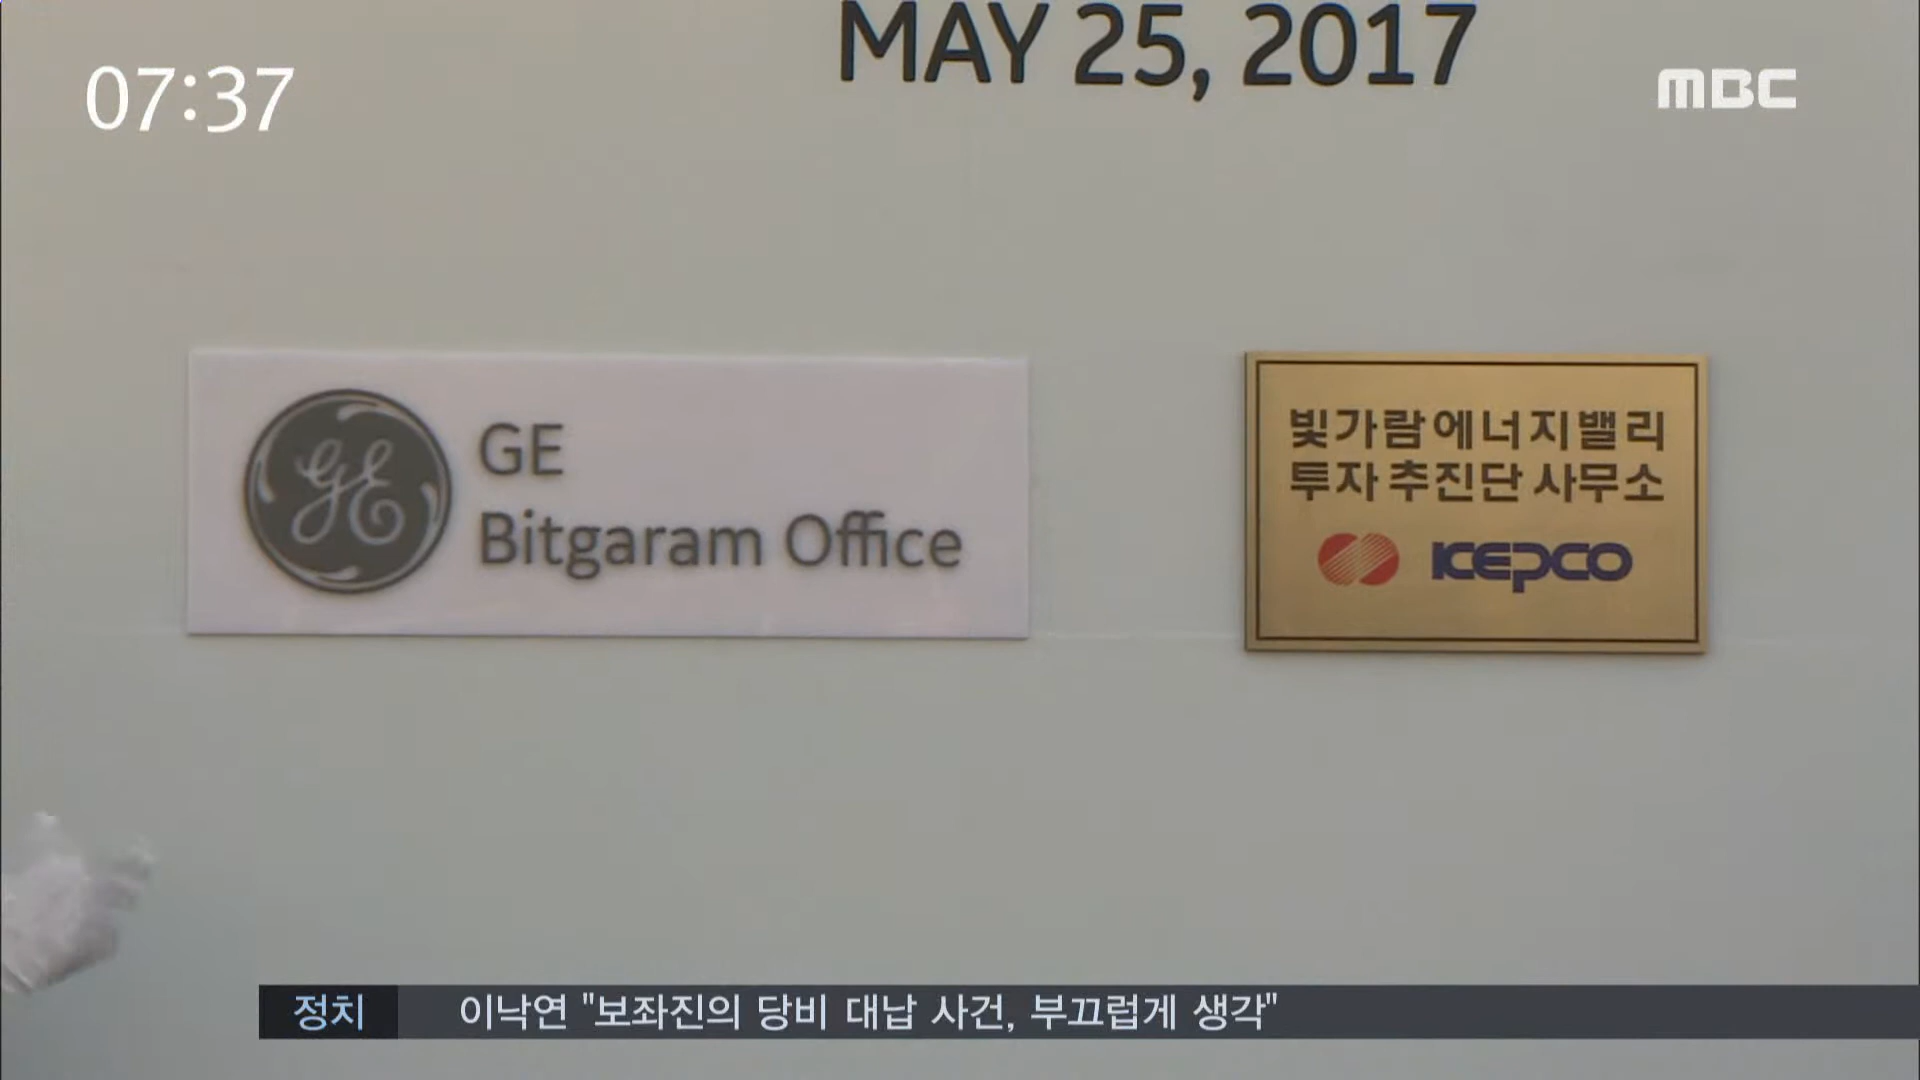 MAY 25, 2017
07:37
MBC
GE
GE
Bitgaram Office
빛가람에너지밸리
투자 추진단 사무소
KEPCO
정치 이낙연 "보좌진의 당비 대납 사건, 부끄럽게 생각"